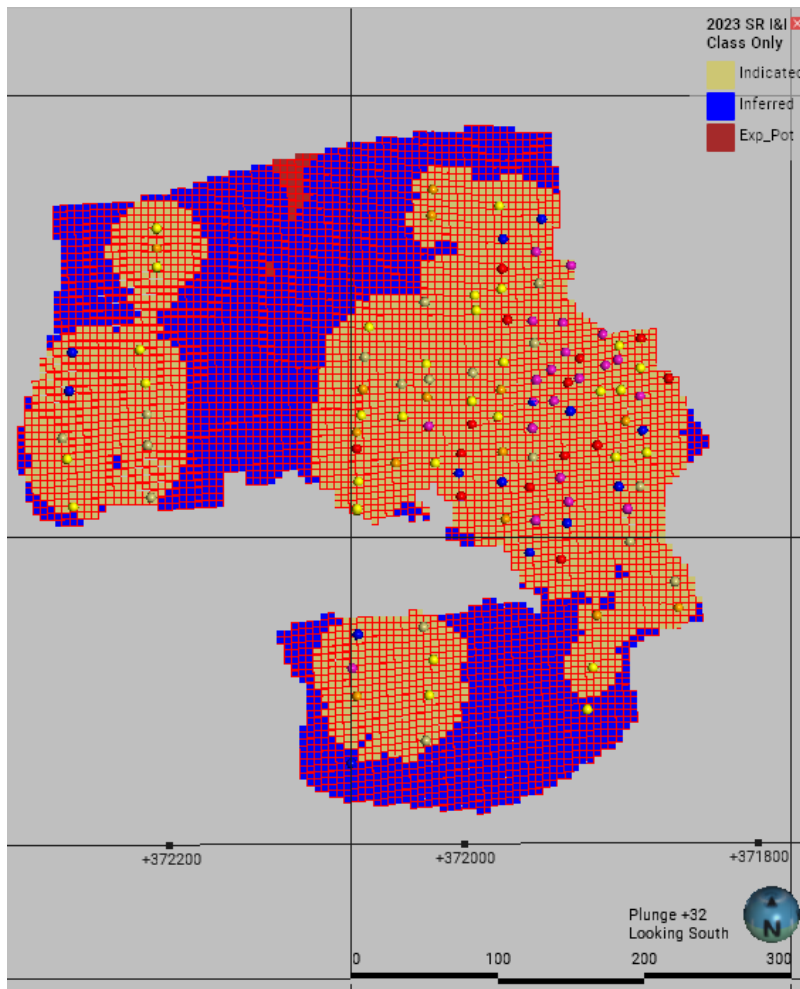 2023 SR I&I
Class Only
Indicated
Inferred
Exp_Pot
+372200
+372000
+371800
Plunge +32
Looking South
N
0
100
200
300